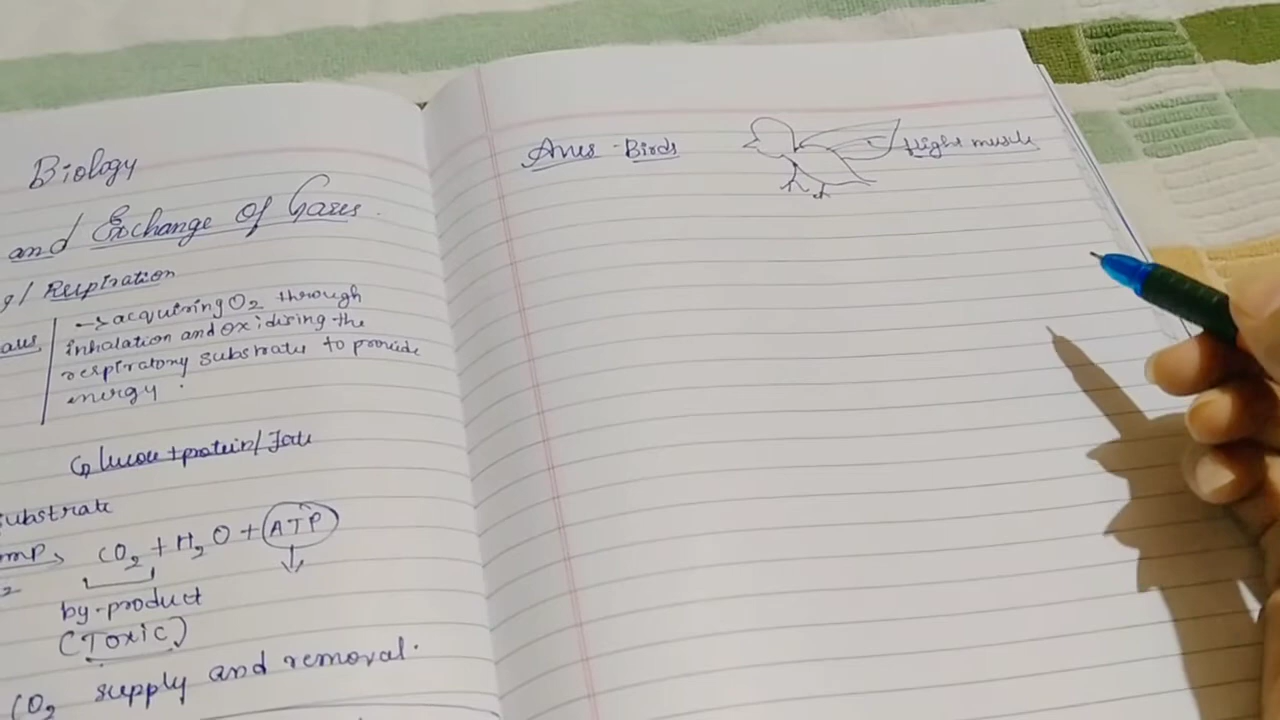 Biology
and Exchange Of Gases.
g/ Respiration
→ acquiring O2 through
inhalation and oxidising the
respiratory substrate to provide
energy.
Glucose + protein/Fats
substrate
CO2 + H2O + ATP
by-product
(Toxic)
CO2 supply and removal.
Aves - Birds
flight muscle